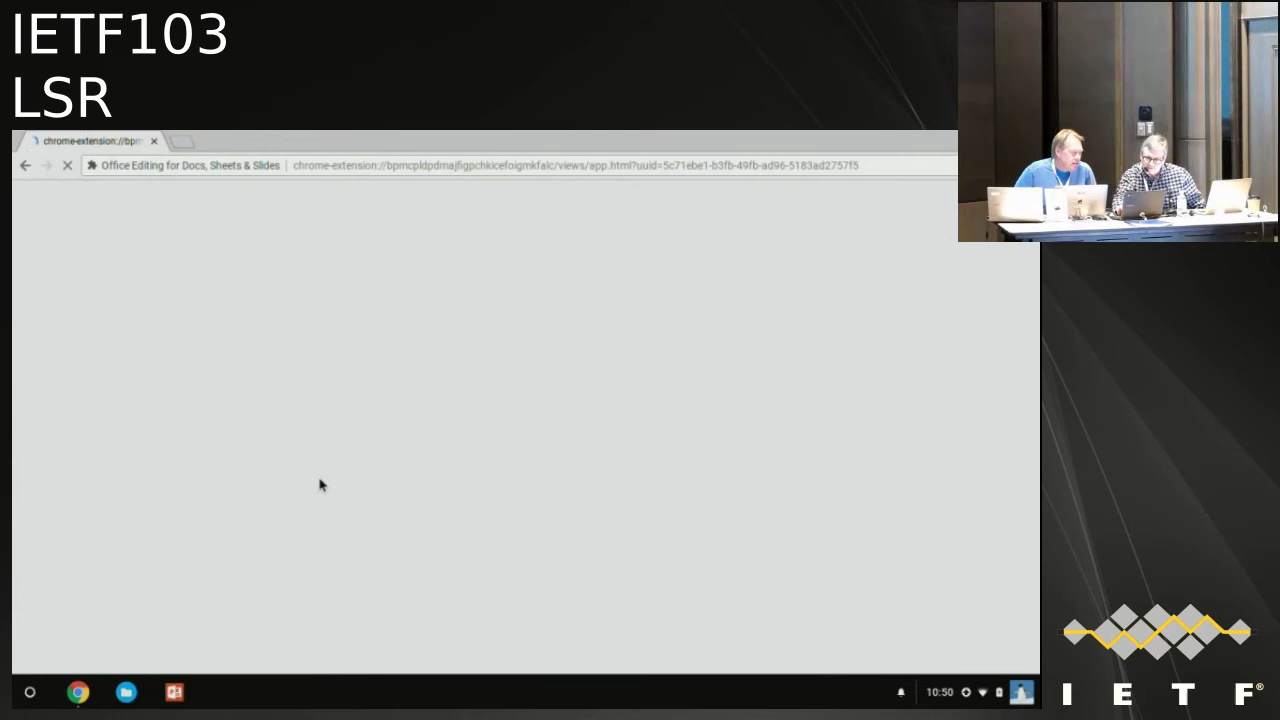 IETF103
LSR
chrome-extension://bpm
Office Editing for Docs, Sheets & Slides | chrome-extension://bpmcpldpdmajfigpchkicefoigmkfalc/views/app.html?uuid=5c71ebe1-b3fb-49fb-ad96-5183ad2757f5
10:50
I E T F®